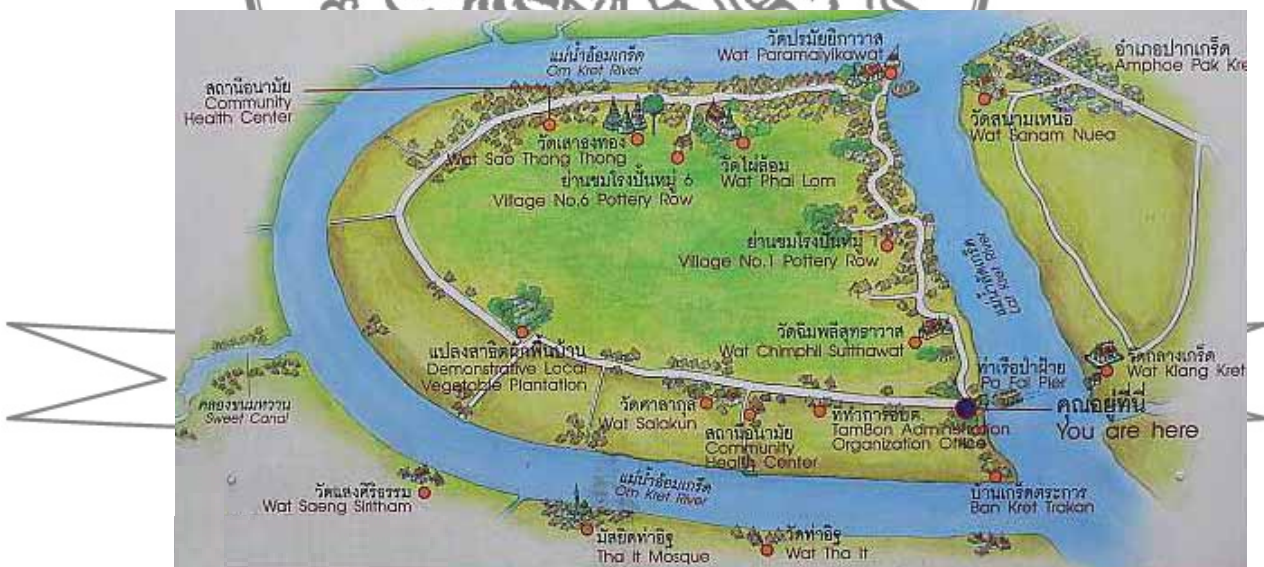 วัดปรมัยยิกาวาส
Wat Paramaiyikawat
อำเภอปากเกร็ด
Amphoe Pak Kre
แม่น้ำอ้อมเกร็ด
Om Kret River
สถานีอนามัย
Community
Health Center
วัดสนามเหนือ
Wat Sanam Nuea
วัดเสาธงทอง
Wat Sao Thong Thong
วัดไผ่ล้อม
Wat Phai Lom
ย่านชมโรงปั้นหมู่ 6
Village No.6 Pottery Row
ย่านชมโรงปั้นหมู่ 1
Village No.1 Pottery Row
แม่น้ำลัดเกร็ด
Lat Kret River
วัดฉิมพลีสุทธาวาส
Wat Chimphli Sutthawat
แปลงสาธิตผักพื้นบ้าน
Demonstrative Local
Vegetable Plantation
ท่าเรือป่าฝ้าย
Pa Fai Pier
วัดกลางเกร็ด
Wat Klang Kret
คลองขนมหวาน
Sweet Canal
วัดศาลากุล
Wat Salakun
สถานีอนามัย
Community
Health Center
ที่ทำการอบต.
TamBon Administration
Organization Office
คุณอยู่ที่นี่
You are here
แม่น้ำอ้อมเกร็ด
Om Kret River
วัดแสงศิริธรรม
Wat Saeng Siritham
บ้านเกร็ดตระการ
Ban Kret Trakan
มัสยิดท่าอิฐ
Tha It Mosque
วัดท่าอิฐ
Wat Tha It